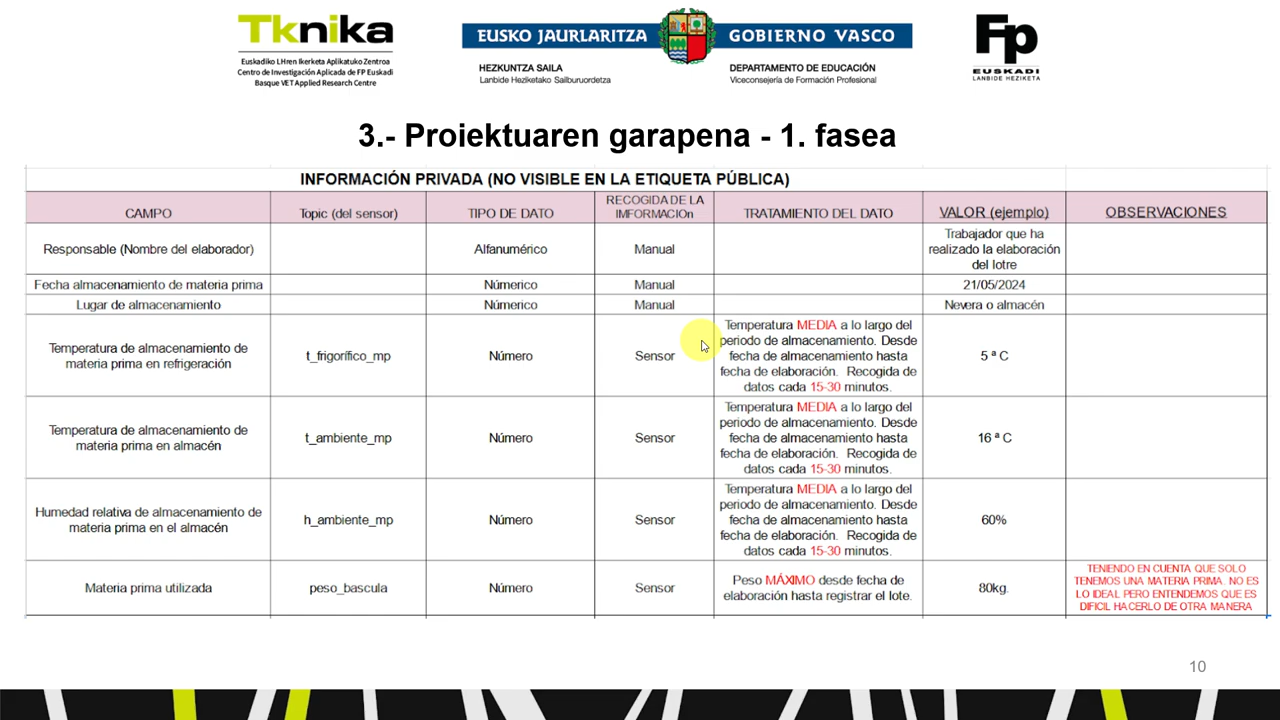 Tknika
Euskadiko LHren Ikerketa Aplikatuko Zentroa
Centro de Investigación Aplicada de FP Euskadi
Basque VET Applied Research Centre
EUSKO JAURLARITZA
GOBIERNO VASCO
HEZKUNTZA SAILA
Lanbide Heziketako Sailburuordetza
DEPARTAMENTO DE EDUCACIÓN
Viceconsejería de Formación Profesional
Fp
EUSKADI
LANBIDE HEZIKETA
3.- Proiektuaren garapena - 1. fasea
INFORMACIÓN PRIVADA (NO VISIBLE EN LA ETIQUETA PÚBLICA)
CAMPO
Topic (del sensor)
TIPO DE DATO
RECOGIDA DE LA
IMFORMACIOn
TRATAMIENTO DEL DATO
VALOR (ejemplo)
OBSERVACIONES
Responsable (Nombre del elaborador)
Alfanumérico
Manual
Trabajador que ha
realizado la elaboración
del lotre
Fecha almacenamiento de materia prima
Númerico
Manual
21/05/2024
Lugar de almacenamiento
Númerico
Manual
Nevera o almacén
Temperatura de almacenamiento de
materia prima en refrigeración
t_frigorífico_mp
Número
Sensor
Temperatura MEDIA a lo largo del
periodo de almacenamiento. Desde
fecha de almacenamiento hasta
fecha de elaboración. Recogida de
datos cada 15-30 minutos.
5 ª C
Temperatura de almacenamiento de
materia prima en almacén
t_ambiente_mp
Número
Sensor
Temperatura MEDIA a lo largo del
periodo de almacenamiento. Desde
fecha de almacenamiento hasta
fecha de elaboración. Recogida de
datos cada 15-30 minutos.
16 ª C
Humedad relativa de almacenamiento de
materia prima en el almacén
h_ambiente_mp
Número
Sensor
Temperatura MEDIA a lo largo del
periodo de almacenamiento. Desde
fecha de almacenamiento hasta
fecha de elaboración. Recogida de
datos cada 15-30 minutos.
60%
Materia prima utilizada
peso_bascula
Número
Sensor
Peso MÁXIMO desde fecha de
elaboración hasta registrar el lote.
80kg.
TENIENDO EN CUENTA QUE SOLO
TENEMOS UNA MATERIA PRIMA. NO ES
LO IDEAL PERO ENTENDEMOS QUE ES
DIFICIL HACERLO DE OTRA MANERA
10